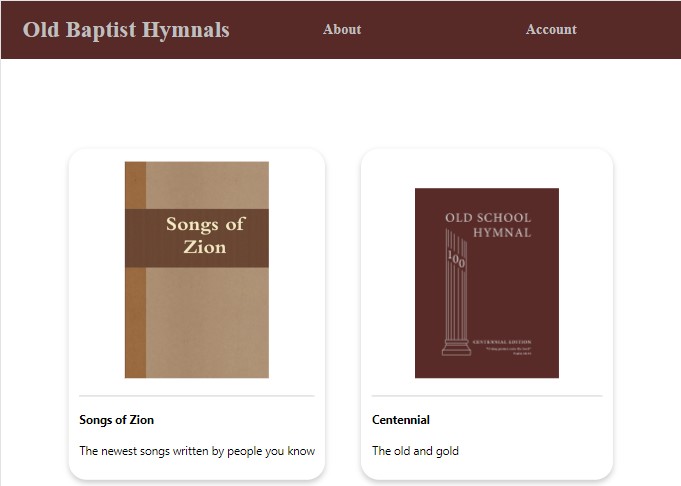 Old Baptist Hymnals About Account
Songs of
Zion
OLD SCHOOL
HYMNAL
100
CENTENNIAL EDITION
Songs of Zion
The newest songs written by people you know
Centennial
The old and gold